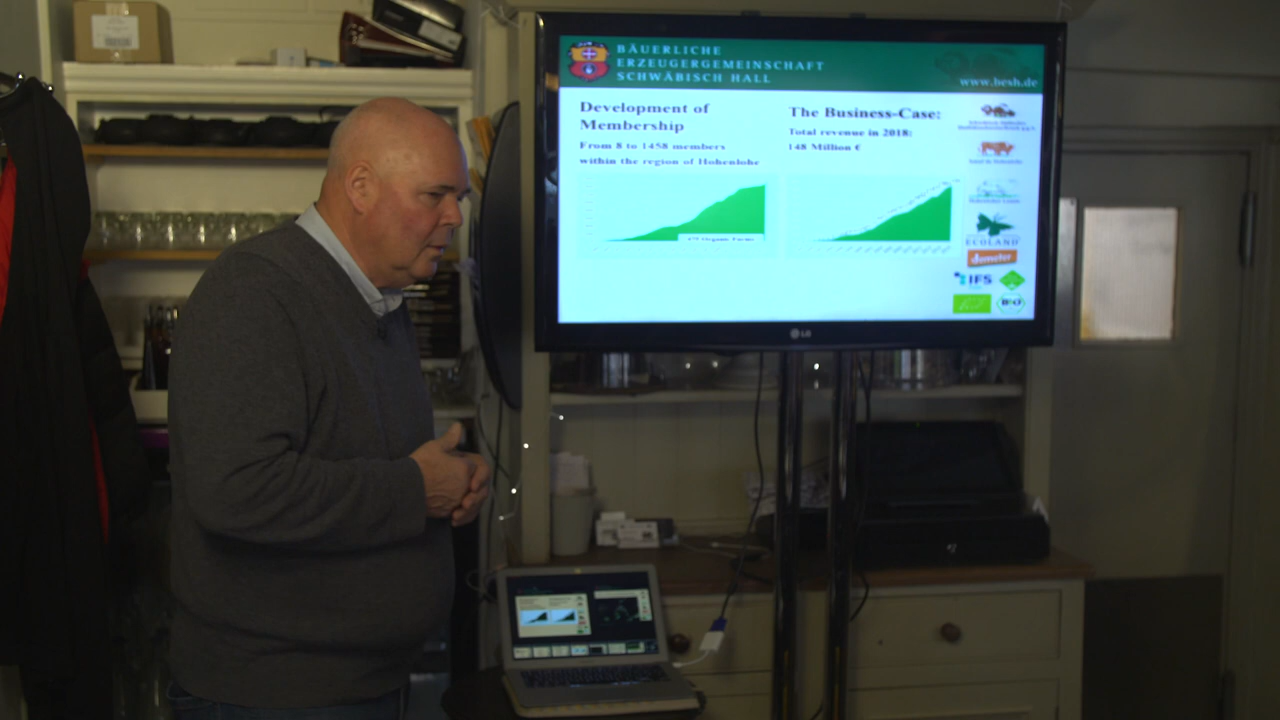 BÄUERLICHE
ERZEUGERGEMEINSCHAFT
SCHWÄBISCH HALL
www.besh.de
Development of
Membership
From 8 to 1458 members
within the region of Hohenlohe
The Business-Case:
Total revenue in 2018:
148 Million €
ECOLAND
demeter
IFS
BIO
LG